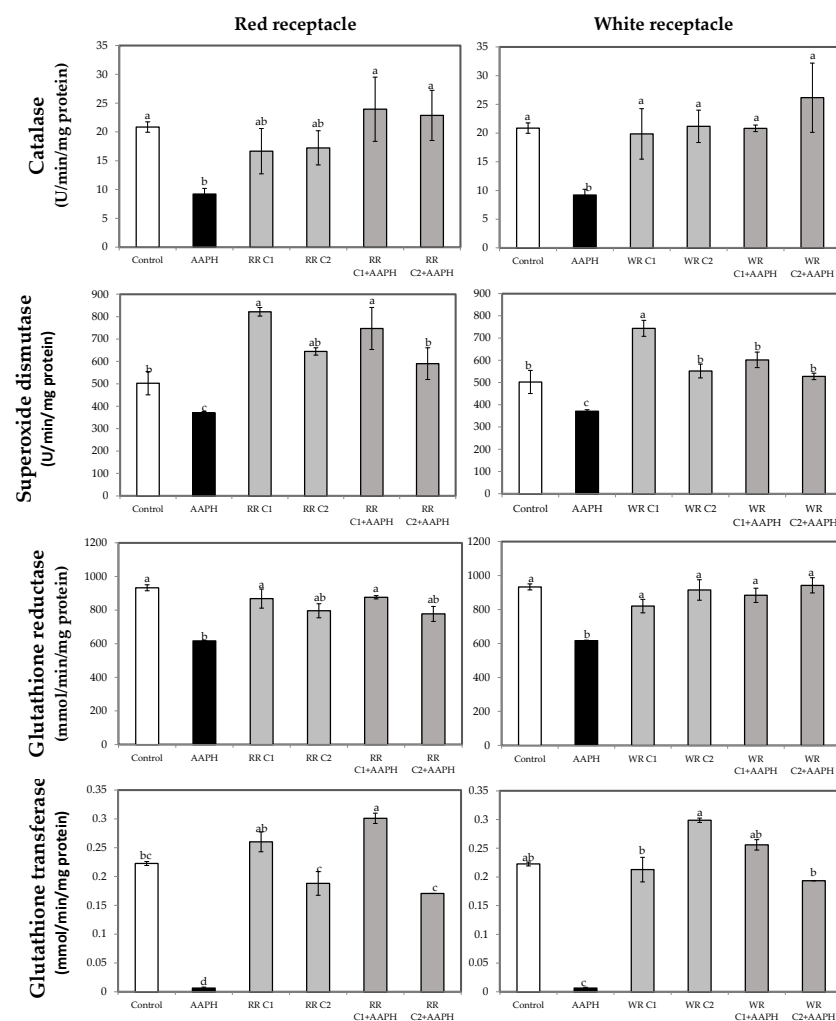 Red receptacle
White receptacle
Catalase
(U/min/mg protein)
35
30
25
20
15
10
5
0
a
b
ab
ab
a
a
Control
AAPH
RR C1
RR C2
RR
C1+AAPH
RR
C2+AAPH
35
30
25
20
15
10
5
0
a
b
a
a
a
a
Control
AAPH
WR C1
WR C2
WR
C1+AAPH
WR
C2+AAPH
Superoxide dismutase
(U/min/mg protein)
900
800
700
600
500
400
300
200
100
0
b
c
a
ab
a
b
Control
AAPH
RR C1
RR C2
RR
C1+AAPH
RR
C2+AAPH
900
800
700
600
500
400
300
200
100
0
b
c
a
b
b
b
Control
AAPH
WR C1
WR C2
WR
C1+AAPH
WR
C2+AAPH
Glutathione reductase
(mmol/min/mg protein)
1200
1000
800
600
400
200
0
a
b
a
ab
a
ab
Control
AAPH
RR C1
RR C2
RR
C1+AAPH
RR
C2+AAPH
1200
1000
800
600
400
200
0
a
b
a
a
a
a
Control
AAPH
WR C1
WR C2
WR
C1+AAPH
WR
C2+AAPH
Glutathione transferase
(mmol/min/mg protein)
0.35
0.3
0.25
0.2
0.15
0.1
0.05
0
bc
d
ab
c
a
c
Control
AAPH
RR C1
RR C2
RR
C1+AAPH
RR
C2+AAPH
0.35
0.3
0.25
0.2
0.15
0.1
0.05
0
ab
c
b
a
ab
b
Control
AAPH
WR C1
WR C2
WR
C1+AAPH
WR
C2+AAPH